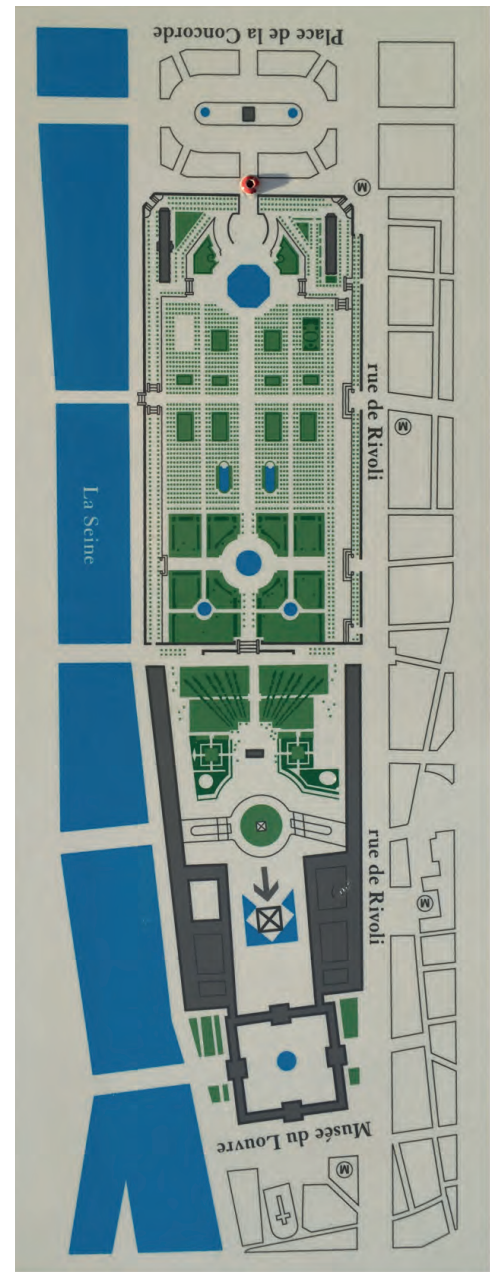 Place de la Concorde
M
rue de Rivoli
M
La Seine
rue de Rivoli
M
Musée du Louvre
M